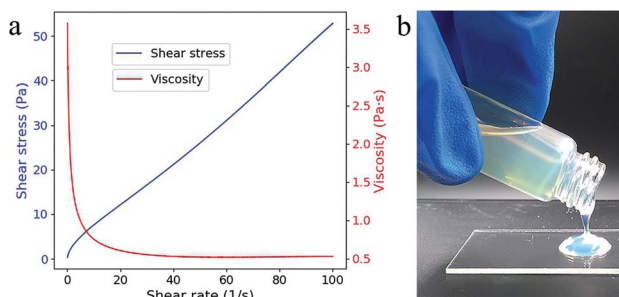 a
b
Shear stress
Viscosity
Shear stress (Pa)
50
40
30
20
10
0
Viscosity (Pa·s)
3.5
3.0
2.5
2.0
1.5
1.0
0.5
0
20
40
60
80
100
Shear rate (1/s)